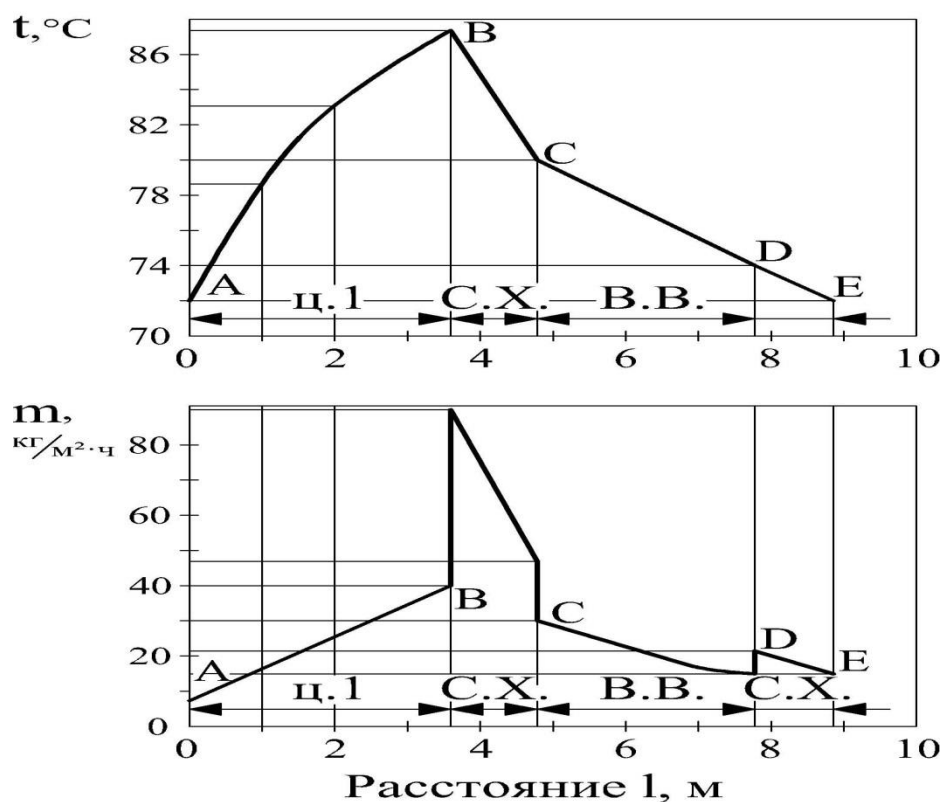 t,°C
B
86
82
C
78
74
D
A
E
ц.1
С.Х.
В.В.
70
0 2 4 6 8 10
m,
кг/м²·ч
80
60
40
B
C
D
20
A
E
ц.1 С.Х. В.В. С.Х.
0
0 2 4 6 8 10
Расстояние l, м